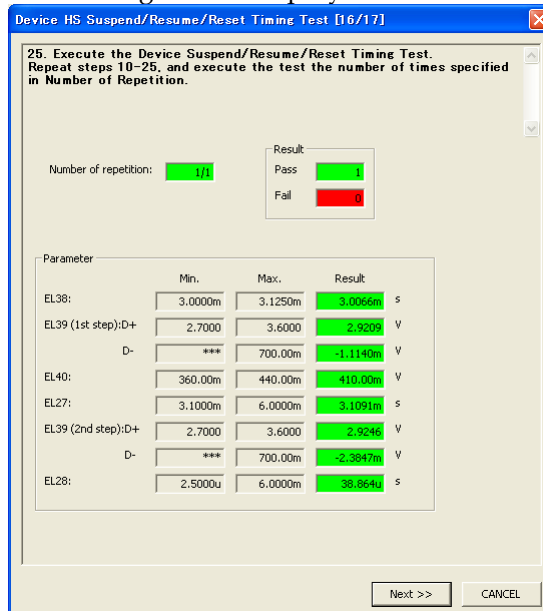 Device HS Suspend/Resume/Reset Timing Test [16/17]
25. Execute the Device Suspend/Resume/Reset Timing Test.
Repeat steps 10-25, and execute the test the number of times specified
in Number of Repetition.
Result
Number of repetition: 1/1 Pass 1
Fail 0
Parameter
Min. Max. Result
EL38: 3.0000m 3.1250m 3.0066m s
EL39 (1st step):D+ 2.7000 3.6000 2.9209 V
D- *** 700.00m -1.1140m V
EL40: 360.00m 440.00m 410.00m V
EL27: 3.1000m 6.0000m 3.1091m s
EL39 (2nd step):D+ 2.7000 3.6000 2.9246 V
D- *** 700.00m -2.3847m V
EL28: 2.5000u 6.0000m 38.864u s
Next >> CANCEL